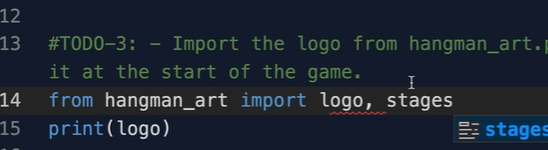 12
13 #TODO-3: - Import the logo from hangman_art.p
it at the start of the game.
14 from hangman_art import logo, stages
15 print(logo)
stages